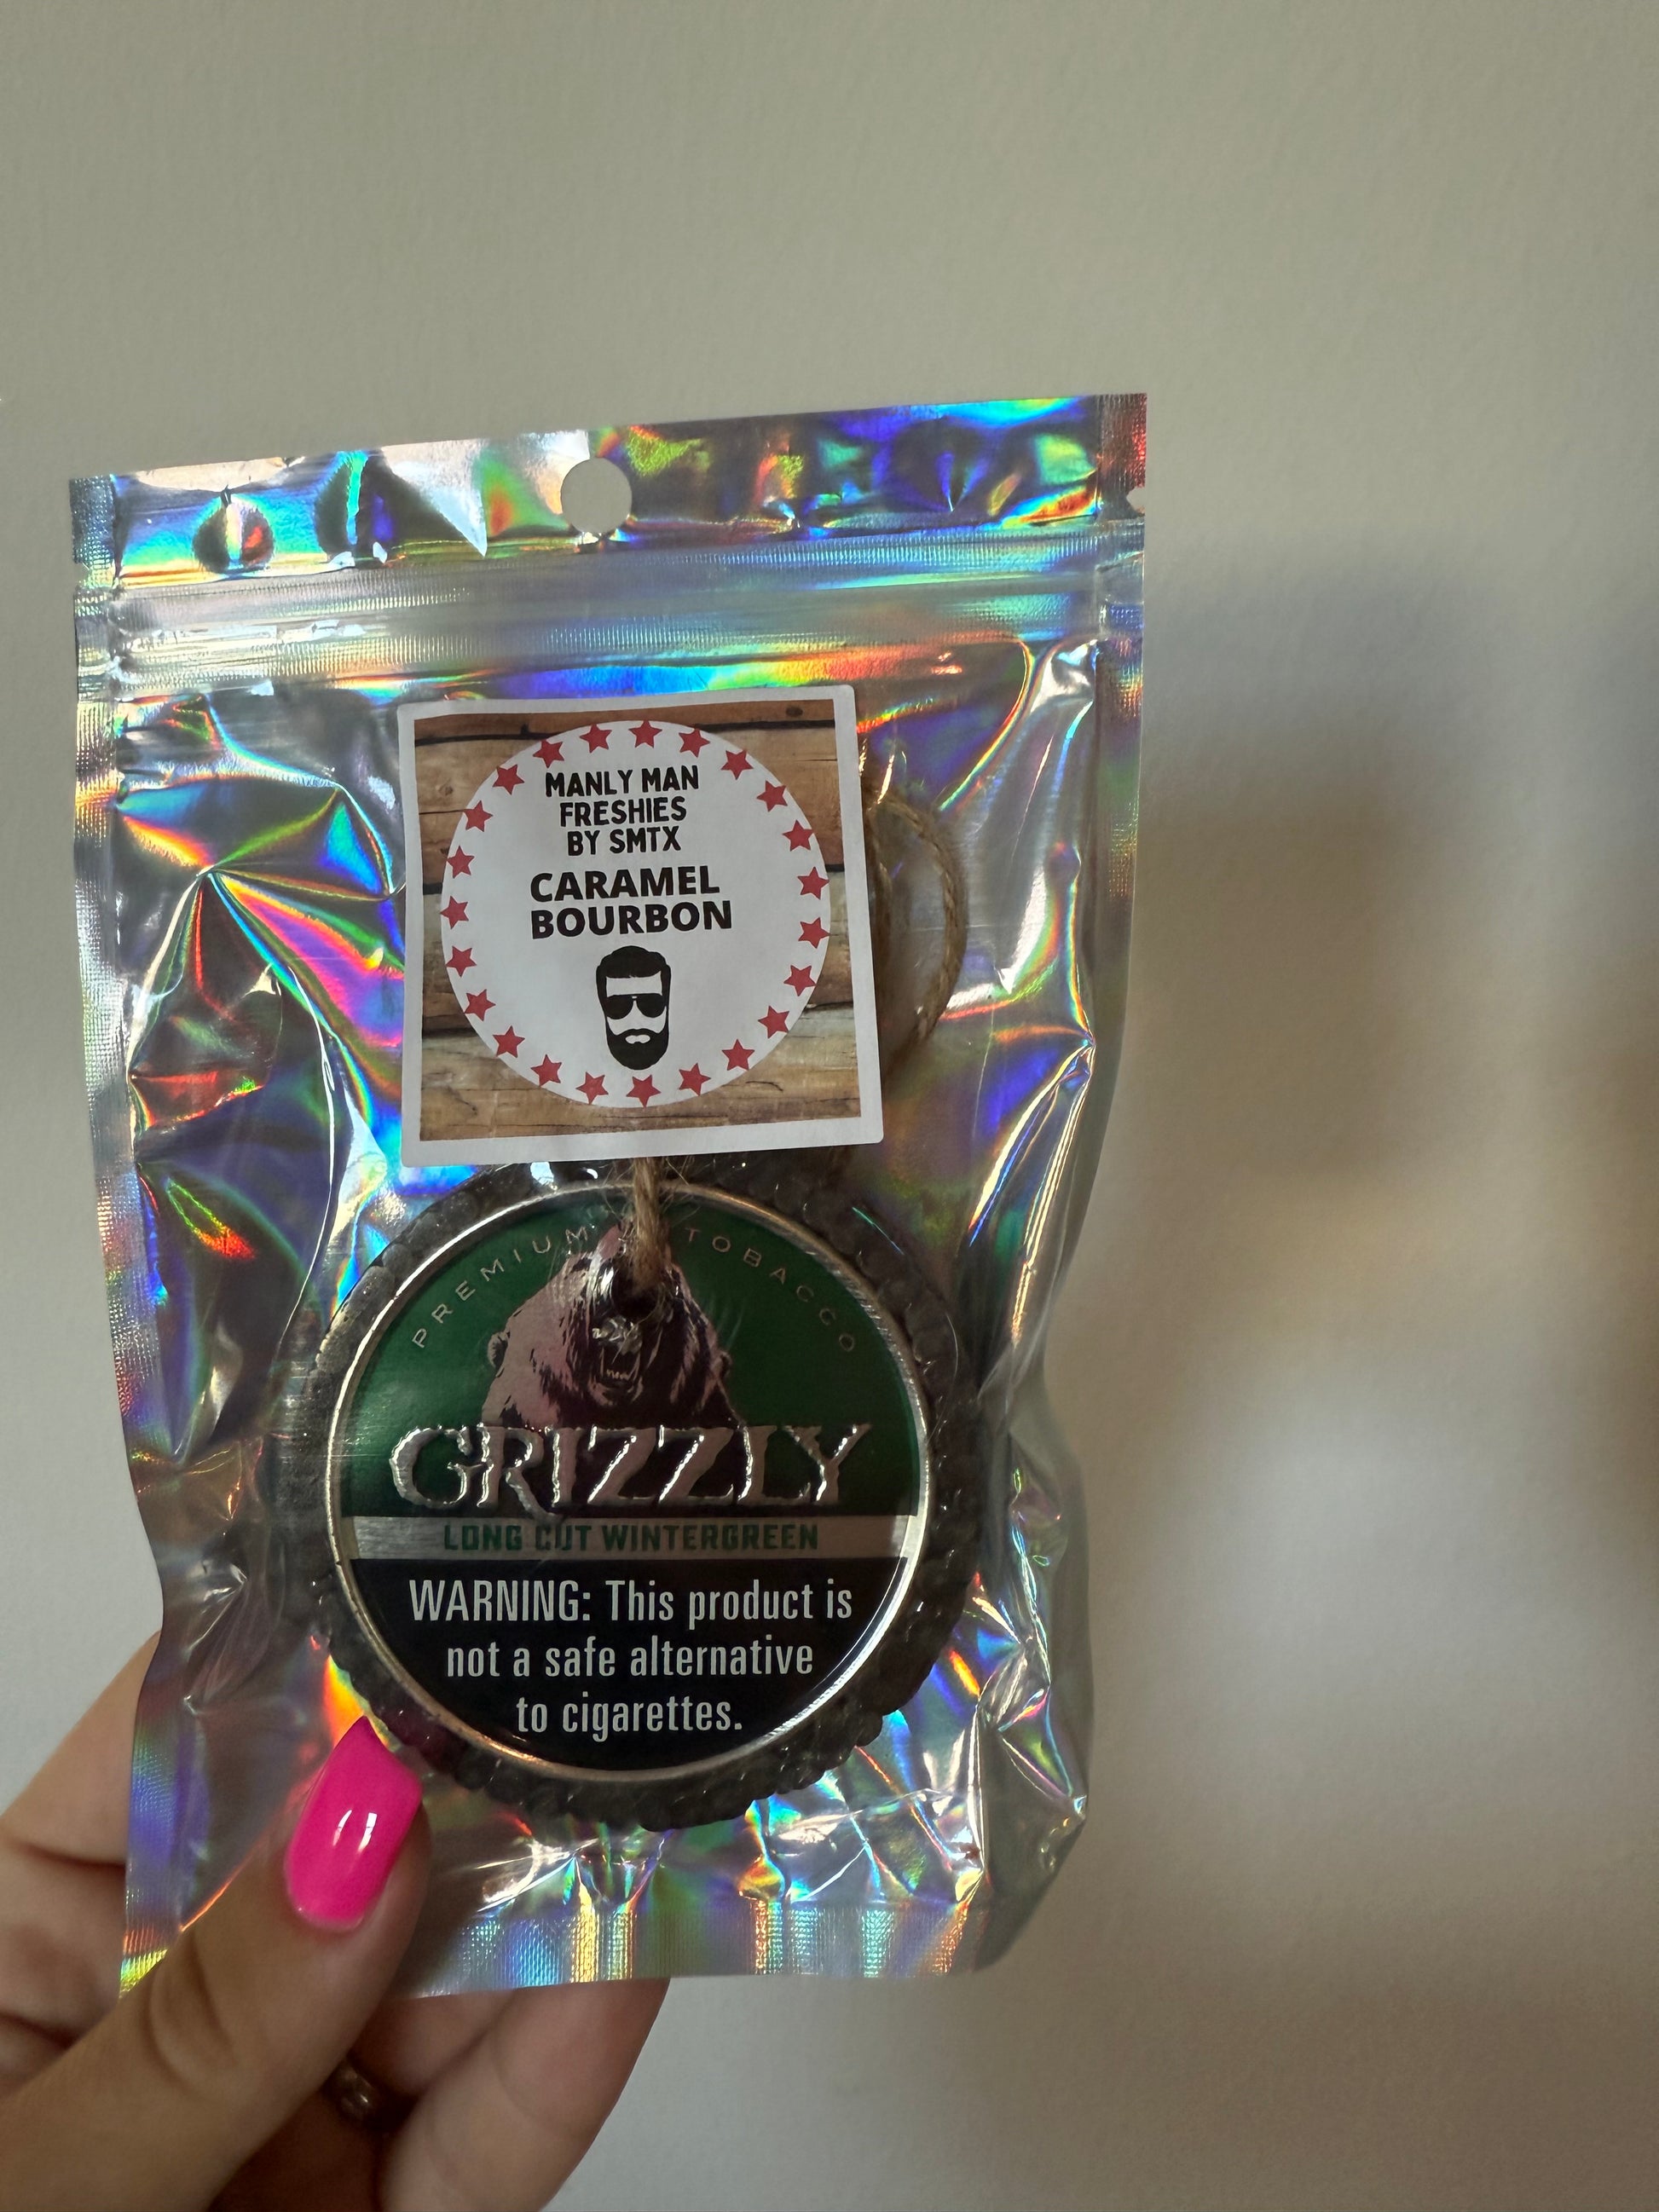 MANLY MAN
FRESHIES
BY SMTX
CARAMEL
BOURBON
PREMIUM TOBACCO
GRIZZLY
LONG CUT WINTERGREEN
WARNING: This product is
not a safe alternative
to cigarettes.